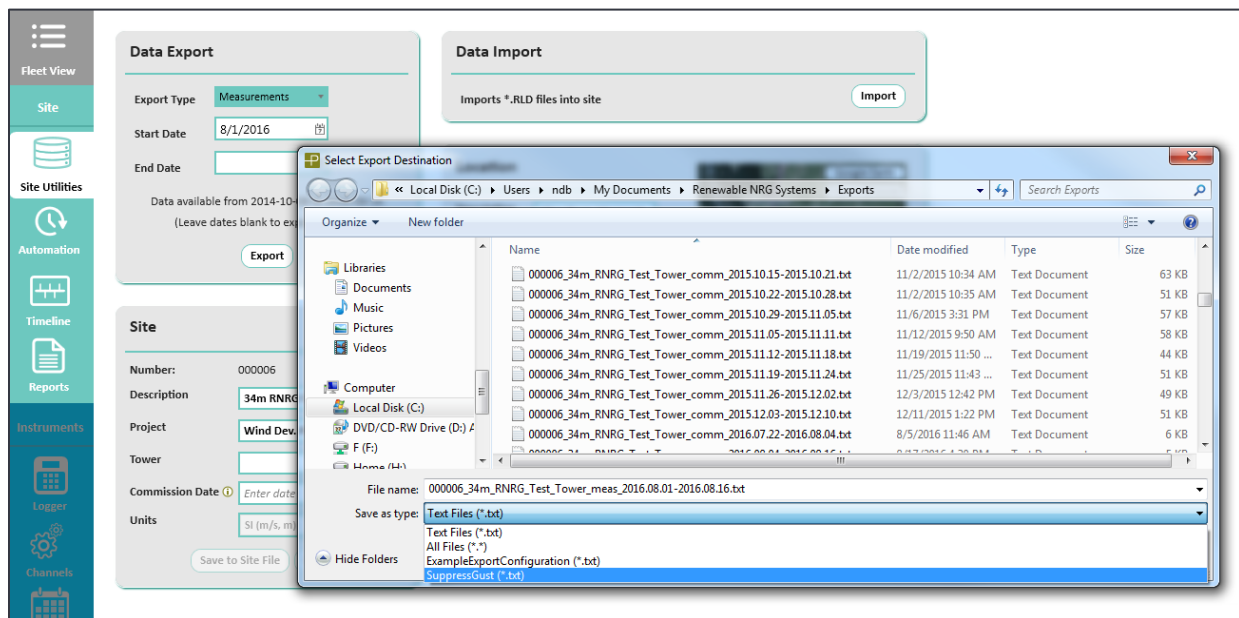 Fleet View
Site
Site Utilities
Automation
Timeline
Reports
Instruments
Logger
Channels
Data Export
Export Type Measurements
Start Date 8/1/2016
End Date
Data available from 2014-10-
(Leave dates blank to exp
Export
Data Import
Imports *.RLD files into site Import
Site
Number: 000006
Description 34m RNRG
Project Wind Dev.
Tower
Commission Date Enter date
Units SI (m/s, m)
Save to Site File
Select Export Destination
« Local Disk (C:) Users ndb My Documents Renewable NRG Systems Exports Search Exports
Organize New folder
Libraries
Documents
Music
Pictures
Videos
Computer
Local Disk (C:)
DVD/CD-RW Drive (D:) A
F (F:)
Home (H:)
Name Date modified Type Size
000006_34m_RNRG_Test_Tower_comm_2015.10.15-2015.10.21.txt 11/2/2015 10:34 AM Text Document 63 KB
000006_34m_RNRG_Test_Tower_comm_2015.10.22-2015.10.28.txt 11/2/2015 10:35 AM Text Document 51 KB
000006_34m_RNRG_Test_Tower_comm_2015.10.29-2015.11.05.txt 11/6/2015 3:31 PM Text Document 57 KB
000006_34m_RNRG_Test_Tower_comm_2015.11.05-2015.11.11.txt 11/12/2015 9:50 AM Text Document 58 KB
000006_34m_RNRG_Test_Tower_comm_2015.11.12-2015.11.18.txt 11/19/2015 11:50 ... Text Document 44 KB
000006_34m_RNRG_Test_Tower_comm_2015.11.19-2015.11.24.txt 11/25/2015 11:43 ... Text Document 51 KB
000006_34m_RNRG_Test_Tower_comm_2015.11.26-2015.12.02.txt 12/3/2015 12:42 PM Text Document 49 KB
000006_34m_RNRG_Test_Tower_comm_2015.12.03-2015.12.10.txt 12/11/2015 1:22 PM Text Document 51 KB
000006_34m_RNRG_Test_Tower_comm_2016.07.22-2016.08.04.txt 8/5/2016 11:46 AM Text Document 6 KB
File name: 000006_34m_RNRG_Test_Tower_meas_2016.08.01-2016.08.16.txt
Save as type: Text Files (*.txt)
Text Files (*.txt)
All Files (*.*)
ExampleExportConfiguration (*.txt)
SuppressGust (*.txt)
Hide Folders